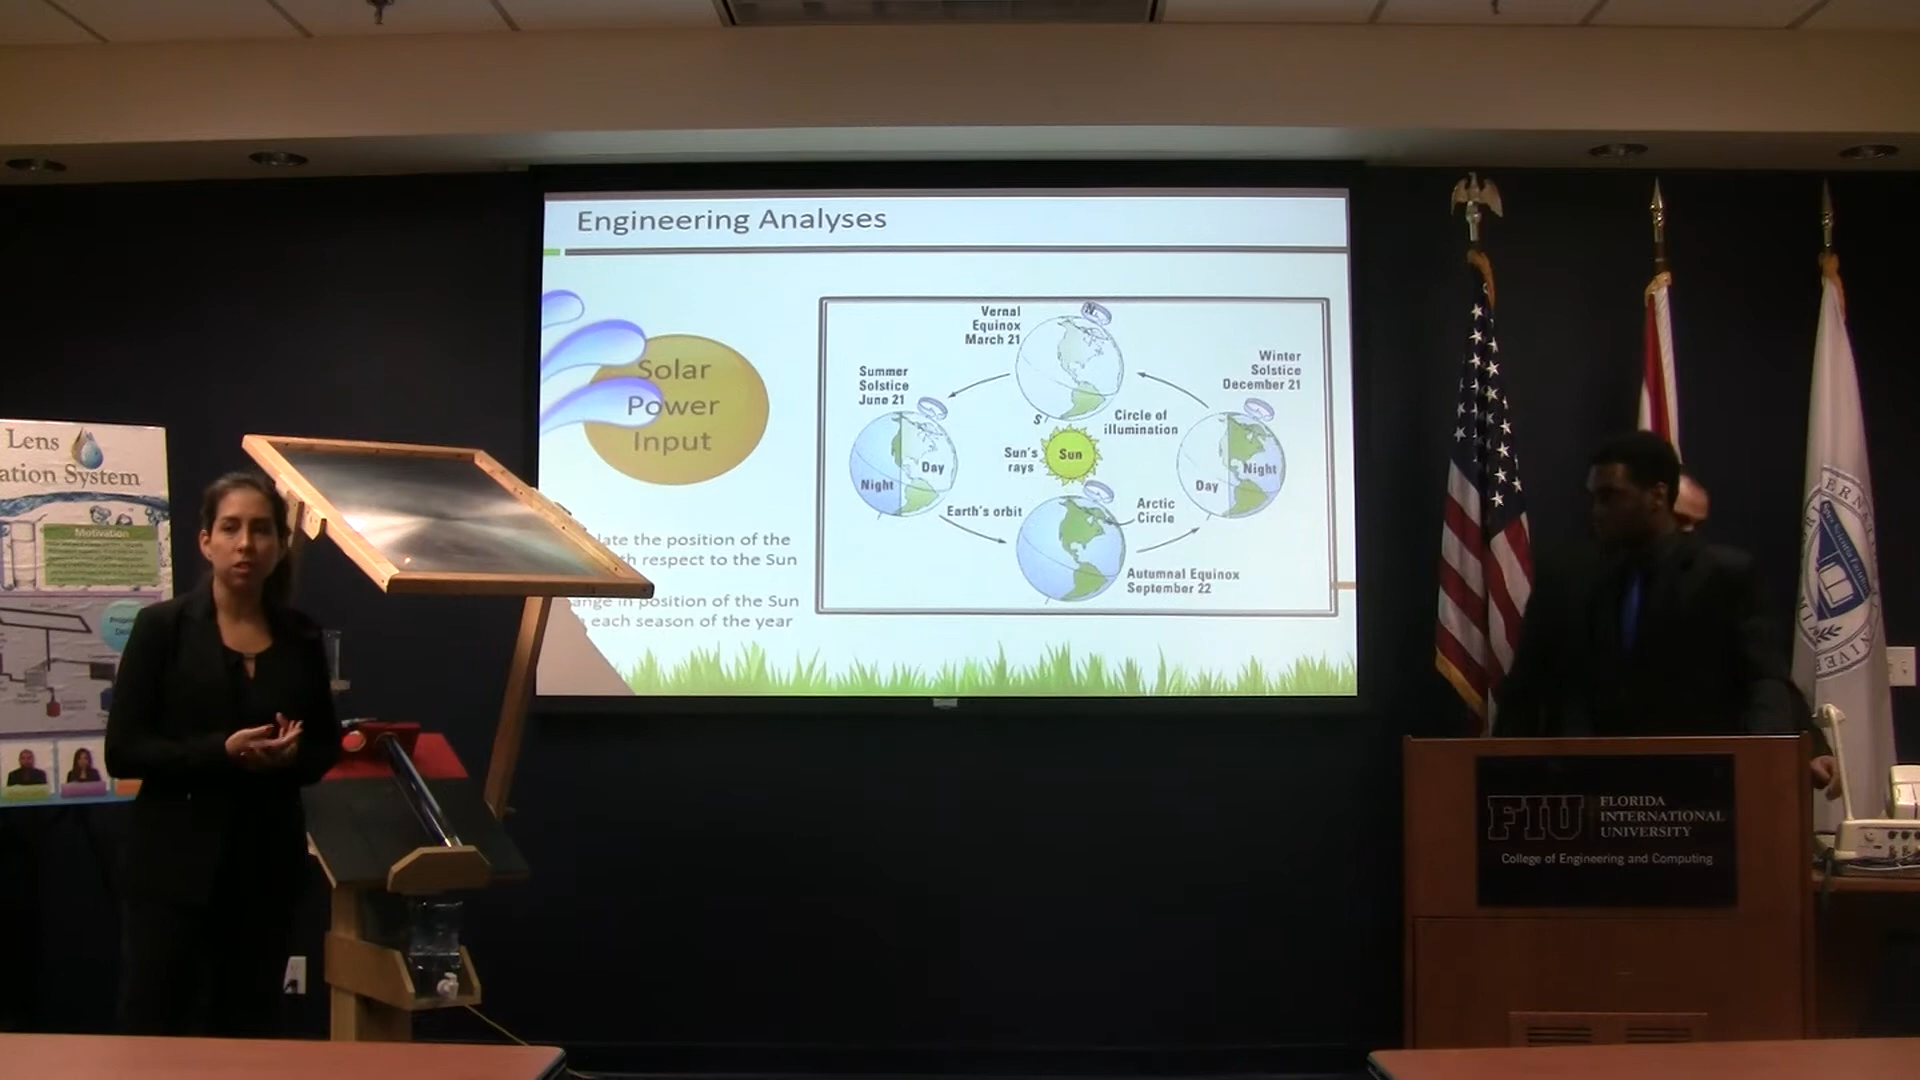 Engineering Analyses
Solar
Power
Input
late the position of the
th respect to the Sun
ange in position of the Sun
each season of the year
Vernal
Equinox
March 21
Winter
Solstice
December 21
Summer
Solstice
June 21
N
S
Circle of
illumination
Sun's
rays
Sun
Day
Night
Night
Day
Earth's orbit
Arctic
Circle
Autumnal Equinox
September 22
Lens
ation System
Motivation
FIU
FLORIDA
INTERNATIONAL
UNIVERSITY
College of Engineering and Computing